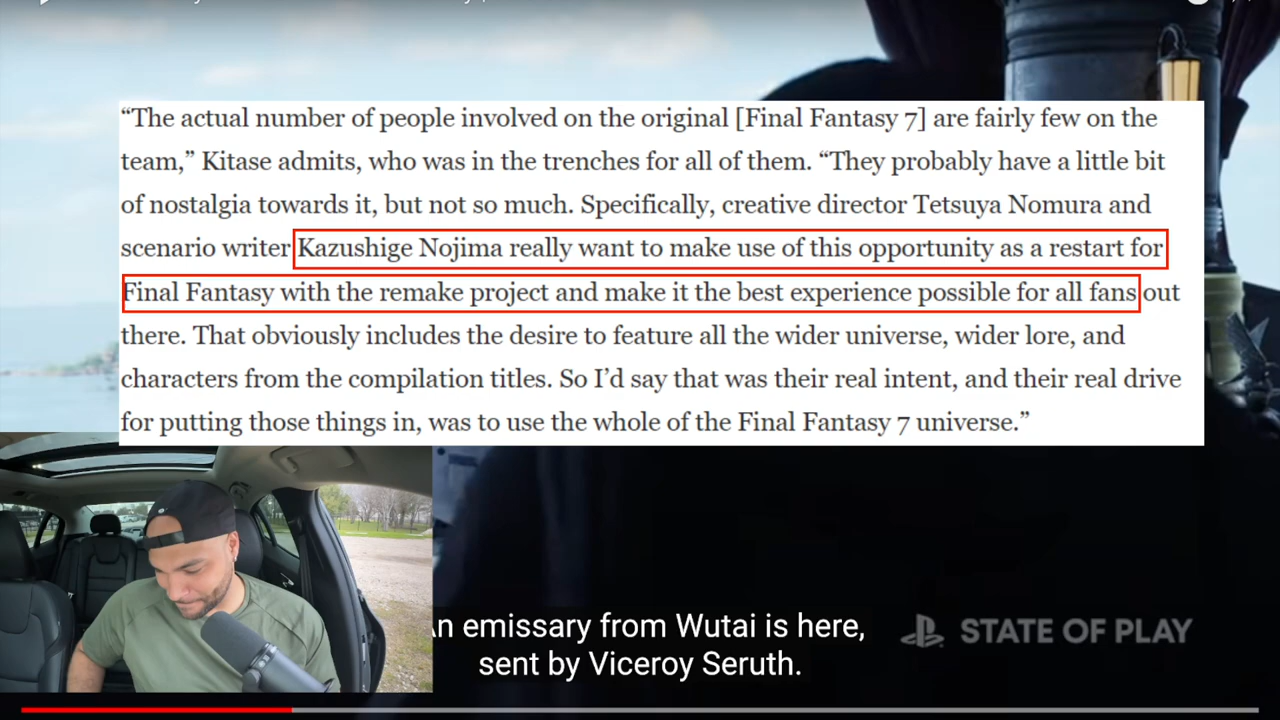 “The actual number of people involved on the original [Final Fantasy 7] are fairly few on the
team,” Kitase admits, who was in the trenches for all of them. “They probably have a little bit
of nostalgia towards it, but not so much. Specifically, creative director Tetsuya Nomura and
scenario writer Kazushige Nojima really want to make use of this opportunity as a restart for
Final Fantasy with the remake project and make it the best experience possible for all fans out
there. That obviously includes the desire to feature all the wider universe, wider lore, and
characters from the compilation titles. So I’d say that was their real intent, and their real drive
for putting those things in, was to use the whole of the Final Fantasy 7 universe.”
An emissary from Wutai is here,
sent by Viceroy Seruth.
STATE OF PLAY